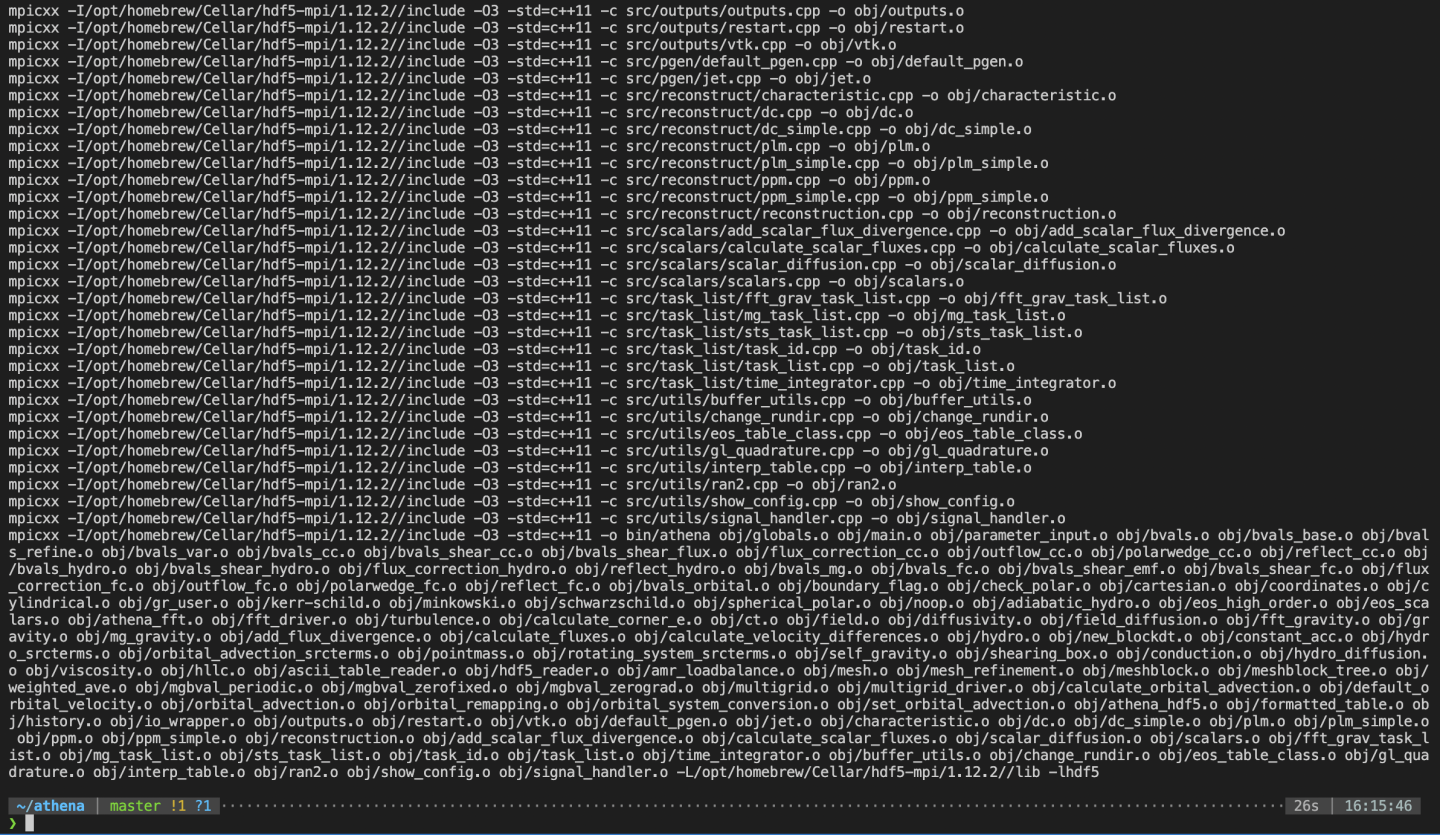 mpicxx -I/opt/homebrew/Cellar/hdf5-mpi/1.12.2//include -O3 -std=c++11 -c src/outputs/outputs.cpp -o obj/outputs.o
mpicxx -I/opt/homebrew/Cellar/hdf5-mpi/1.12.2//include -O3 -std=c++11 -c src/outputs/restart.cpp -o obj/restart.o
mpicxx -I/opt/homebrew/Cellar/hdf5-mpi/1.12.2//include -O3 -std=c++11 -c src/outputs/vtk.cpp -o obj/vtk.o
mpicxx -I/opt/homebrew/Cellar/hdf5-mpi/1.12.2//include -O3 -std=c++11 -c src/pgen/default_pgen.cpp -o obj/default_pgen.o
mpicxx -I/opt/homebrew/Cellar/hdf5-mpi/1.12.2//include -O3 -std=c++11 -c src/pgen/jet.cpp -o obj/jet.o
mpicxx -I/opt/homebrew/Cellar/hdf5-mpi/1.12.2//include -O3 -std=c++11 -c src/reconstruct/characteristic.cpp -o obj/characteristic.o
mpicxx -I/opt/homebrew/Cellar/hdf5-mpi/1.12.2//include -O3 -std=c++11 -c src/reconstruct/dc.cpp -o obj/dc.o
mpicxx -I/opt/homebrew/Cellar/hdf5-mpi/1.12.2//include -O3 -std=c++11 -c src/reconstruct/dc_simple.cpp -o obj/dc_simple.o
mpicxx -I/opt/homebrew/Cellar/hdf5-mpi/1.12.2//include -O3 -std=c++11 -c src/reconstruct/plm.cpp -o obj/plm.o
mpicxx -I/opt/homebrew/Cellar/hdf5-mpi/1.12.2//include -O3 -std=c++11 -c src/reconstruct/plm_simple.cpp -o obj/plm_simple.o
mpicxx -I/opt/homebrew/Cellar/hdf5-mpi/1.12.2//include -O3 -std=c++11 -c src/reconstruct/ppm.cpp -o obj/ppm.o
mpicxx -I/opt/homebrew/Cellar/hdf5-mpi/1.12.2//include -O3 -std=c++11 -c src/reconstruct/ppm_simple.cpp -o obj/ppm_simple.o
mpicxx -I/opt/homebrew/Cellar/hdf5-mpi/1.12.2//include -O3 -std=c++11 -c src/reconstruct/reconstruction.cpp -o obj/reconstruction.o
mpicxx -I/opt/homebrew/Cellar/hdf5-mpi/1.12.2//include -O3 -std=c++11 -c src/scalars/add_scalar_flux_divergence.cpp -o obj/add_scalar_flux_divergence.o
mpicxx -I/opt/homebrew/Cellar/hdf5-mpi/1.12.2//include -O3 -std=c++11 -c src/scalars/calculate_scalar_fluxes.cpp -o obj/calculate_scalar_fluxes.o
mpicxx -I/opt/homebrew/Cellar/hdf5-mpi/1.12.2//include -O3 -std=c++11 -c src/scalars/scalar_diffusion.cpp -o obj/scalar_diffusion.o
mpicxx -I/opt/homebrew/Cellar/hdf5-mpi/1.12.2//include -O3 -std=c++11 -c src/scalars/scalars.cpp -o obj/scalars.o
mpicxx -I/opt/homebrew/Cellar/hdf5-mpi/1.12.2//include -O3 -std=c++11 -c src/task_list/fft_grav_task_list.cpp -o obj/fft_grav_task_list.o
mpicxx -I/opt/homebrew/Cellar/hdf5-mpi/1.12.2//include -O3 -std=c++11 -c src/task_list/mg_task_list.cpp -o obj/mg_task_list.o
mpicxx -I/opt/homebrew/Cellar/hdf5-mpi/1.12.2//include -O3 -std=c++11 -c src/task_list/sts_task_list.cpp -o obj/sts_task_list.o
mpicxx -I/opt/homebrew/Cellar/hdf5-mpi/1.12.2//include -O3 -std=c++11 -c src/task_list/task_id.cpp -o obj/task_id.o
mpicxx -I/opt/homebrew/Cellar/hdf5-mpi/1.12.2//include -O3 -std=c++11 -c src/task_list/task_list.cpp -o obj/task_list.o
mpicxx -I/opt/homebrew/Cellar/hdf5-mpi/1.12.2//include -O3 -std=c++11 -c src/task_list/time_integrator.cpp -o obj/time_integrator.o
mpicxx -I/opt/homebrew/Cellar/hdf5-mpi/1.12.2//include -O3 -std=c++11 -c src/utils/buffer_utils.cpp -o obj/buffer_utils.o
mpicxx -I/opt/homebrew/Cellar/hdf5-mpi/1.12.2//include -O3 -std=c++11 -c src/utils/change_rundir.cpp -o obj/change_rundir.o
mpicxx -I/opt/homebrew/Cellar/hdf5-mpi/1.12.2//include -O3 -std=c++11 -c src/utils/eos_table_class.cpp -o obj/eos_table_class.o
mpicxx -I/opt/homebrew/Cellar/hdf5-mpi/1.12.2//include -O3 -std=c++11 -c src/utils/gl_quadrature.cpp -o obj/gl_quadrature.o
mpicxx -I/opt/homebrew/Cellar/hdf5-mpi/1.12.2//include -O3 -std=c++11 -c src/utils/interp_table.cpp -o obj/interp_table.o
mpicxx -I/opt/homebrew/Cellar/hdf5-mpi/1.12.2//include -O3 -std=c++11 -c src/utils/ran2.cpp -o obj/ran2.o
mpicxx -I/opt/homebrew/Cellar/hdf5-mpi/1.12.2//include -O3 -std=c++11 -c src/utils/show_config.cpp -o obj/show_config.o
mpicxx -I/opt/homebrew/Cellar/hdf5-mpi/1.12.2//include -O3 -std=c++11 -c src/utils/signal_handler.cpp -o obj/signal_handler.o
mpicxx -I/opt/homebrew/Cellar/hdf5-mpi/1.12.2//include -O3 -std=c++11 -o bin/athena obj/globals.o obj/main.o obj/parameter_input.o obj/bvals.o obj/bvals_base.o obj/bval
s_refine.o obj/bvals_var.o obj/bvals_cc.o obj/bvals_shear_cc.o obj/bvals_shear_flux.o obj/flux_correction_cc.o obj/outflow_cc.o obj/polarwedge_cc.o obj/reflect_cc.o obj
/bvals_hydro.o obj/bvals_shear_hydro.o obj/flux_correction_hydro.o obj/reflect_hydro.o obj/bvals_mg.o obj/bvals_fc.o obj/bvals_shear_emf.o obj/bvals_shear_fc.o obj/flux
_correction_fc.o obj/outflow_fc.o obj/polarwedge_fc.o obj/reflect_fc.o obj/bvals_orbital.o obj/boundary_flag.o obj/check_polar.o obj/cartesian.o obj/coordinates.o obj/c
ylindrical.o obj/gr_user.o obj/kerr-schild.o obj/minkowski.o obj/schwarzschild.o obj/spherical_polar.o obj/noop.o obj/adiabatic_hydro.o obj/eos_high_order.o obj/eos_sca
lars.o obj/athena_fft.o obj/fft_driver.o obj/turbulence.o obj/calculate_corner_e.o obj/ct.o obj/field.o obj/diffusivity.o obj/field_diffusion.o obj/fft_gravity.o obj/gr
avity.o obj/mg_gravity.o obj/add_flux_divergence.o obj/calculate_fluxes.o obj/calculate_velocity_differences.o obj/hydro.o obj/new_blockdt.o obj/constant_acc.o obj/hydr
o_srcterms.o obj/orbital_advection_srcterms.o obj/pointmass.o obj/rotating_system_srcterms.o obj/self_gravity.o obj/shearing_box.o obj/conduction.o obj/hydro_diffusion.
o obj/viscosity.o obj/hllc.o obj/ascii_table_reader.o obj/hdf5_reader.o obj/amr_loadbalance.o obj/mesh.o obj/mesh_refinement.o obj/meshblock.o obj/meshblock_tree.o obj/
weighted_ave.o obj/mgbval_periodic.o obj/mgbval_zerofixed.o obj/mgbval_zerograd.o obj/multigrid.o obj/multigrid_driver.o obj/calculate_orbital_advection.o obj/default_o
rbital_velocity.o obj/orbital_advection.o obj/orbital_remapping.o obj/orbital_system_conversion.o obj/set_orbital_advection.o obj/athena_hdf5.o obj/formatted_table.o ob
j/history.o obj/io_wrapper.o obj/outputs.o obj/restart.o obj/vtk.o obj/default_pgen.o obj/jet.o obj/characteristic.o obj/dc.o obj/dc_simple.o obj/plm.o obj/plm_simple.o
 obj/ppm.o obj/ppm_simple.o obj/reconstruction.o obj/add_scalar_flux_divergence.o obj/calculate_scalar_fluxes.o obj/scalar_diffusion.o obj/scalars.o obj/fft_grav_task_l
ist.o obj/mg_task_list.o obj/sts_task_list.o obj/task_id.o obj/task_list.o obj/time_integrator.o obj/buffer_utils.o obj/change_rundir.o obj/eos_table_class.o obj/gl_qua
drature.o obj/interp_table.o obj/ran2.o obj/show_config.o obj/signal_handler.o -L/opt/homebrew/Cellar/hdf5-mpi/1.12.2//lib -lhdf5
~/athena | master !1 ?1 26s | 16:15:46
❯